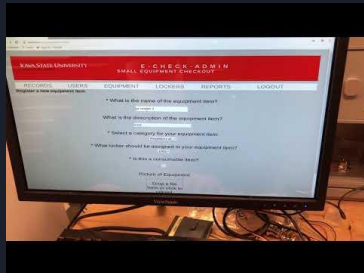 IOWA STATE UNIVERSITY
E-CHECK-ADMIN
SMALL EQUIPMENT CHECKOUT
RECORDS USERS EQUIPMENT LOCKERS REPORTS LOGOUT
Register a new equipment item
* What is the name of the equipment item?
What is the description of the equipment item?
* Select a category for your equipment item
* What locker should be assigned to your equipment item?
* Is this a consumable item?
Picture of Equipment
ViewSonic